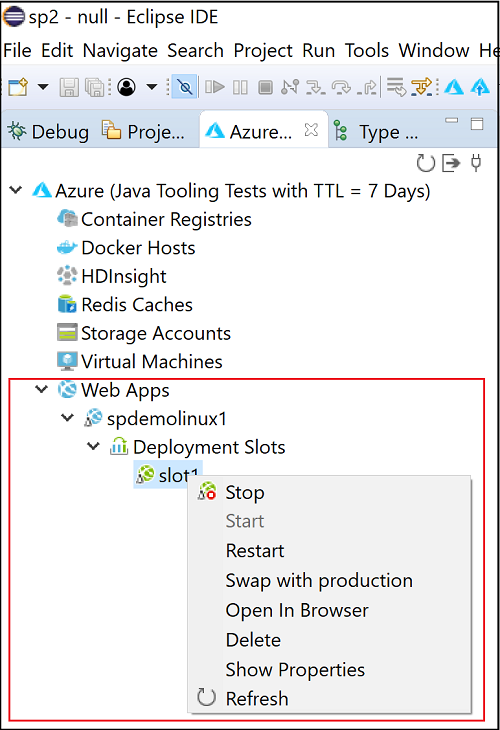 sp2 - null - Eclipse IDE
File Edit Navigate Search Project Run Tools Window He
Debug Proje... Azure... Type ...
Azure (Java Tooling Tests with TTL = 7 Days)
Container Registries
Docker Hosts
HDInsight
Redis Caches
Storage Accounts
Virtual Machines
Web Apps
spdemolinux1
Deployment Slots
slot1
Stop
Start
Restart
Swap with production
Open In Browser
Delete
Show Properties
Refresh